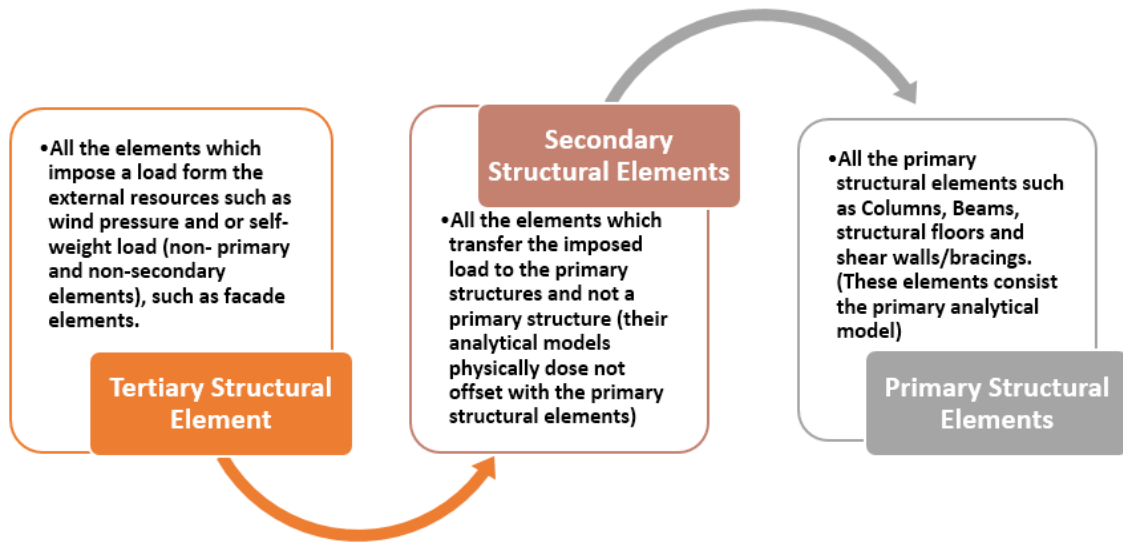 •All the elements which
impose a load form the
external resources such as
wind pressure and or self-
weight load (non- primary
and non-secondary
elements), such as facade
elements.
Tertiary Structural
Element
Secondary
Structural Elements
•All the elements which
transfer the imposed
load to the primary
structures and not a
primary structure (their
analytical models
physically dose not
offset with the primary
structural elements)
•All the primary
structural elements such
as Columns, Beams,
structural floors and
shear walls/bracings.
(These elements consist
the primary analytical
model)
Primary Structural
Elements